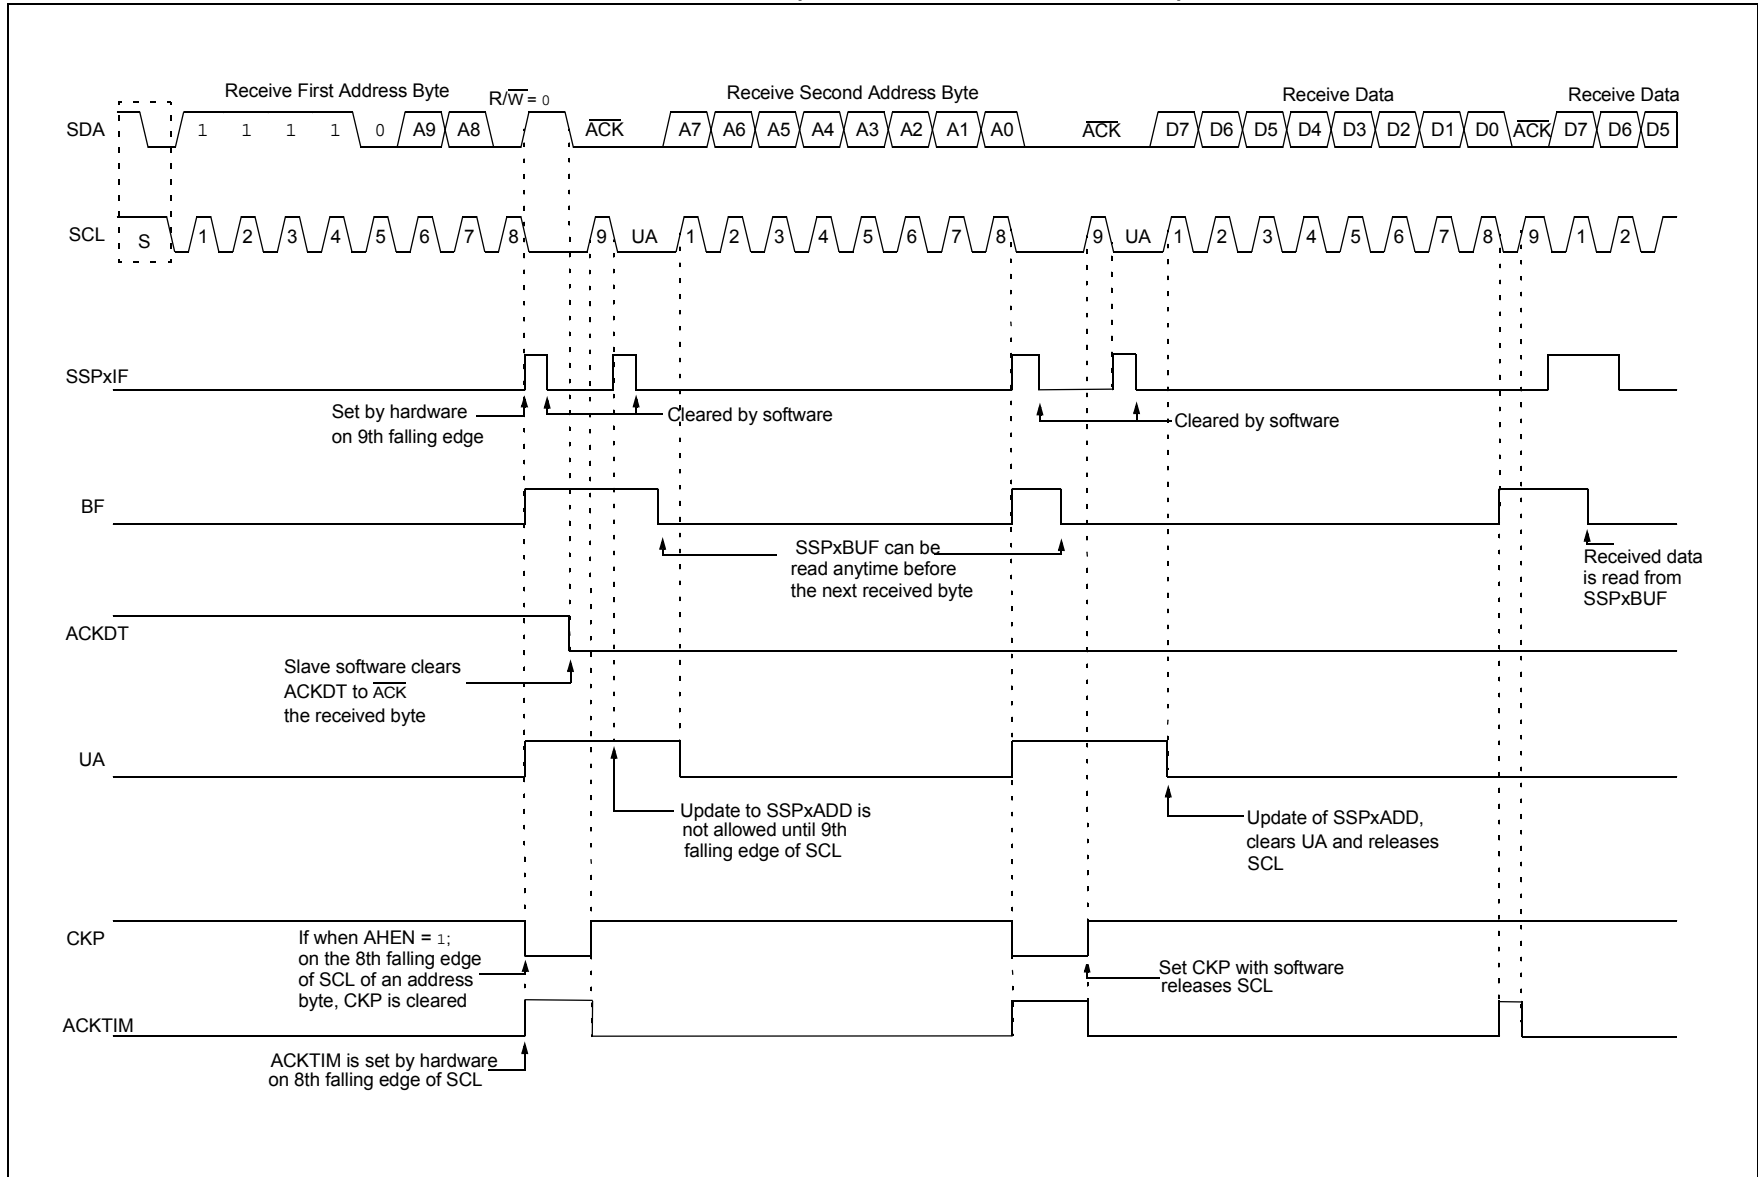 Receive First Address Byte
R/W = 0
Receive Second Address Byte
Receive Data
Receive Data
SDA
1 1 1 1 0 A9 A8
ACK
A7 A6 A5 A4 A3 A2 A1 A0
ACK
D7 D6 D5 D4 D3 D2 D1 D0
ACK
D7 D6 D5
SCL
S
1 2 3 4 5 6 7 8
9
UA
1 2 3 4 5 6 7 8
9
UA
1 2 3 4 5 6 7 8
9
1 2
SSPxIF
Set by hardware
on 9th falling edge
Cleared by software
Cleared by software
BF
SSPxBUF can be
read anytime before
the next received byte
Received data
is read from
SSPxBUF
ACKDT
Slave software clears
ACKDT to ACK
the received byte
UA
Update to SSPxADD is
not allowed until 9th
falling edge of SCL
Update of SSPxADD,
clears UA and releases
SCL
CKP
If when AHEN = 1;
on the 8th falling edge
of SCL of an address
byte, CKP is cleared
Set CKP with software
releases SCL
ACKTIM
ACKTIM is set by hardware
on 8th falling edge of SCL